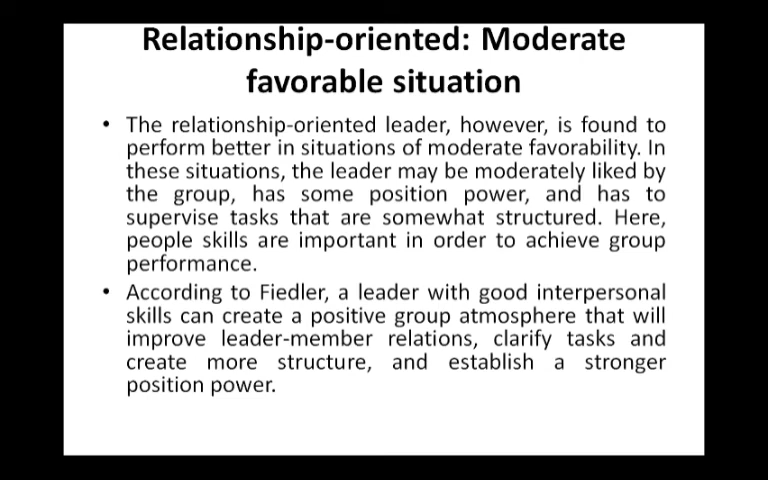 Relationship-oriented: Moderate
favorable situation
• The relationship-oriented leader, however, is found to
perform better in situations of moderate favorability. In
these situations, the leader may be moderately liked by
the group, has some position power, and has to
supervise tasks that are somewhat structured. Here,
people skills are important in order to achieve group
performance.
• According to Fiedler, a leader with good interpersonal
skills can create a positive group atmosphere that will
improve leader-member relations, clarify tasks and
create more structure, and establish a stronger
position power.